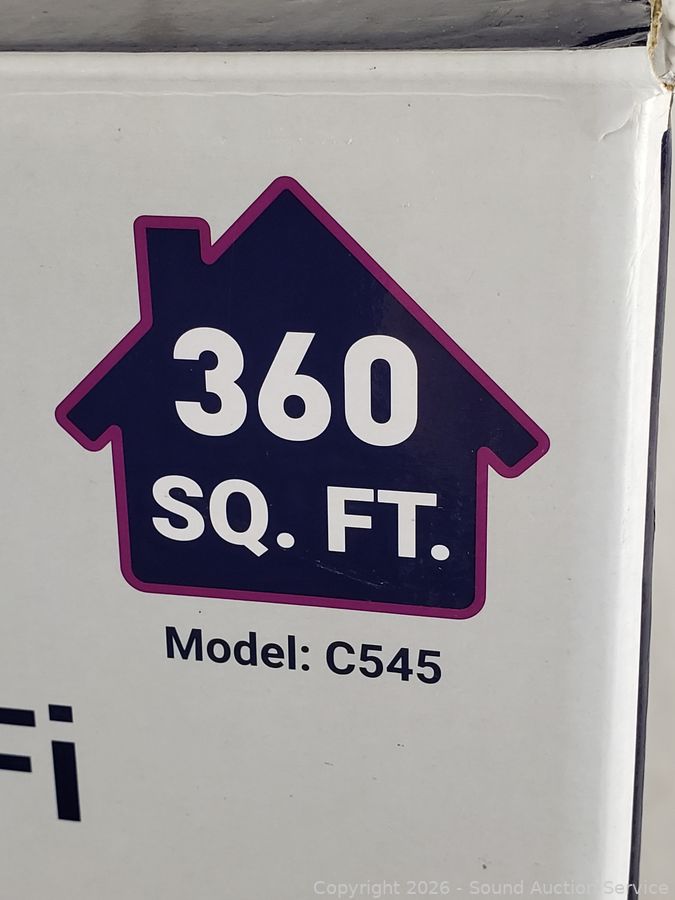 360
SQ. FT.
Model: C545
Fi
Copyright 2026 - Sound Auction Service